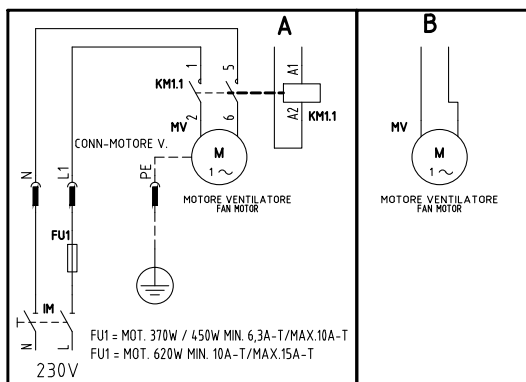 A
B
1
5
A1
KM1.1
A2
KM1.1
2
6
MV
MV
CONN-MOTORE V.
M
1 ~
M
1 ~
N
L1
PE
MOTORE VENTILATORE
FAN MOTOR
MOTORE VENTILATORE
FAN MOTOR
FU1
IM
N
L
FU1 = MOT. 370W / 450W MIN. 6,3A-T/MAX.10A-T
FU1 = MOT. 620W MIN. 10A-T/MAX.15A-T
230V